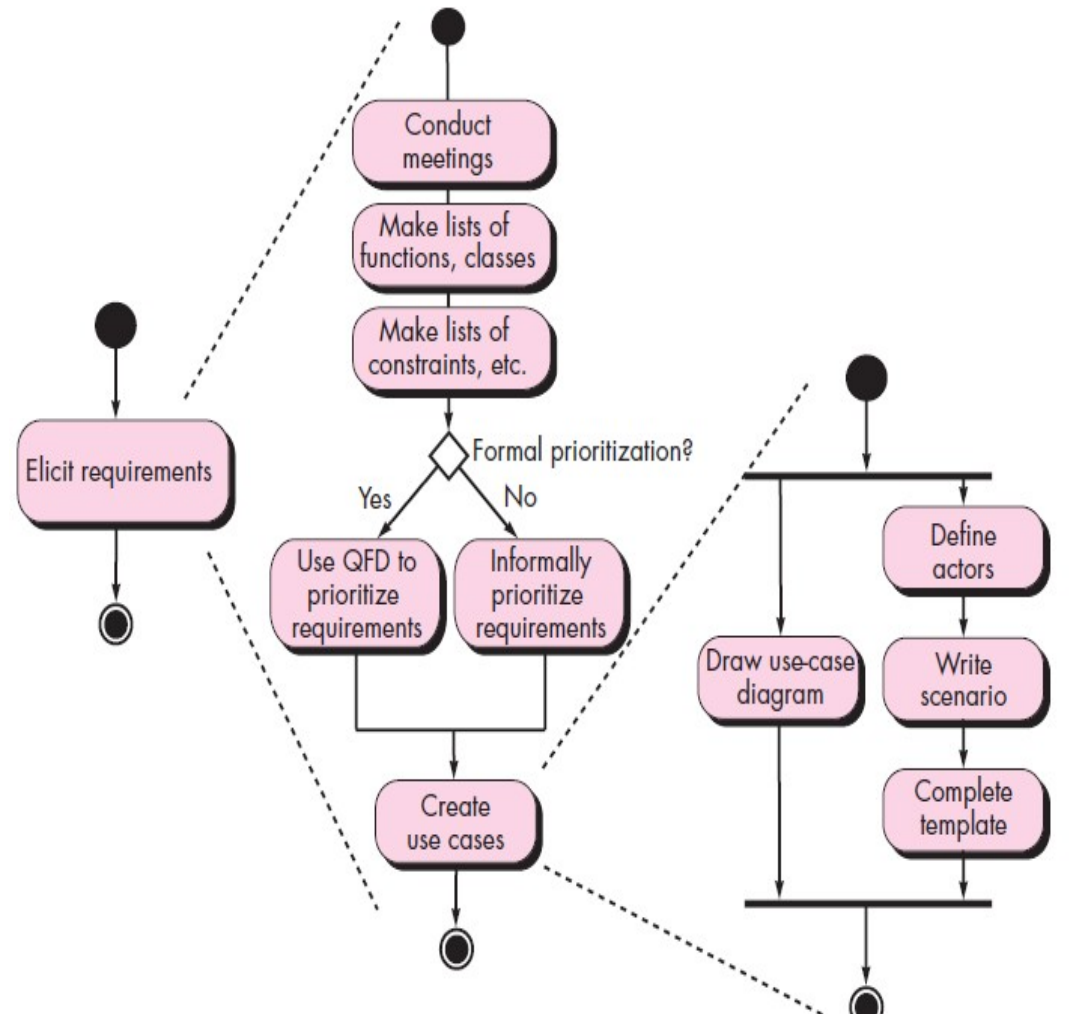 Elicit requirements
Conduct
meetings
Make lists of
functions, classes
Make lists of
constraints, etc.
Formal prioritization?
Yes
No
Use QFD to
prioritize
requirements
Informally
prioritize
requirements
Create
use cases
Draw use-case
diagram
Define
actors
Write
scenario
Complete
template